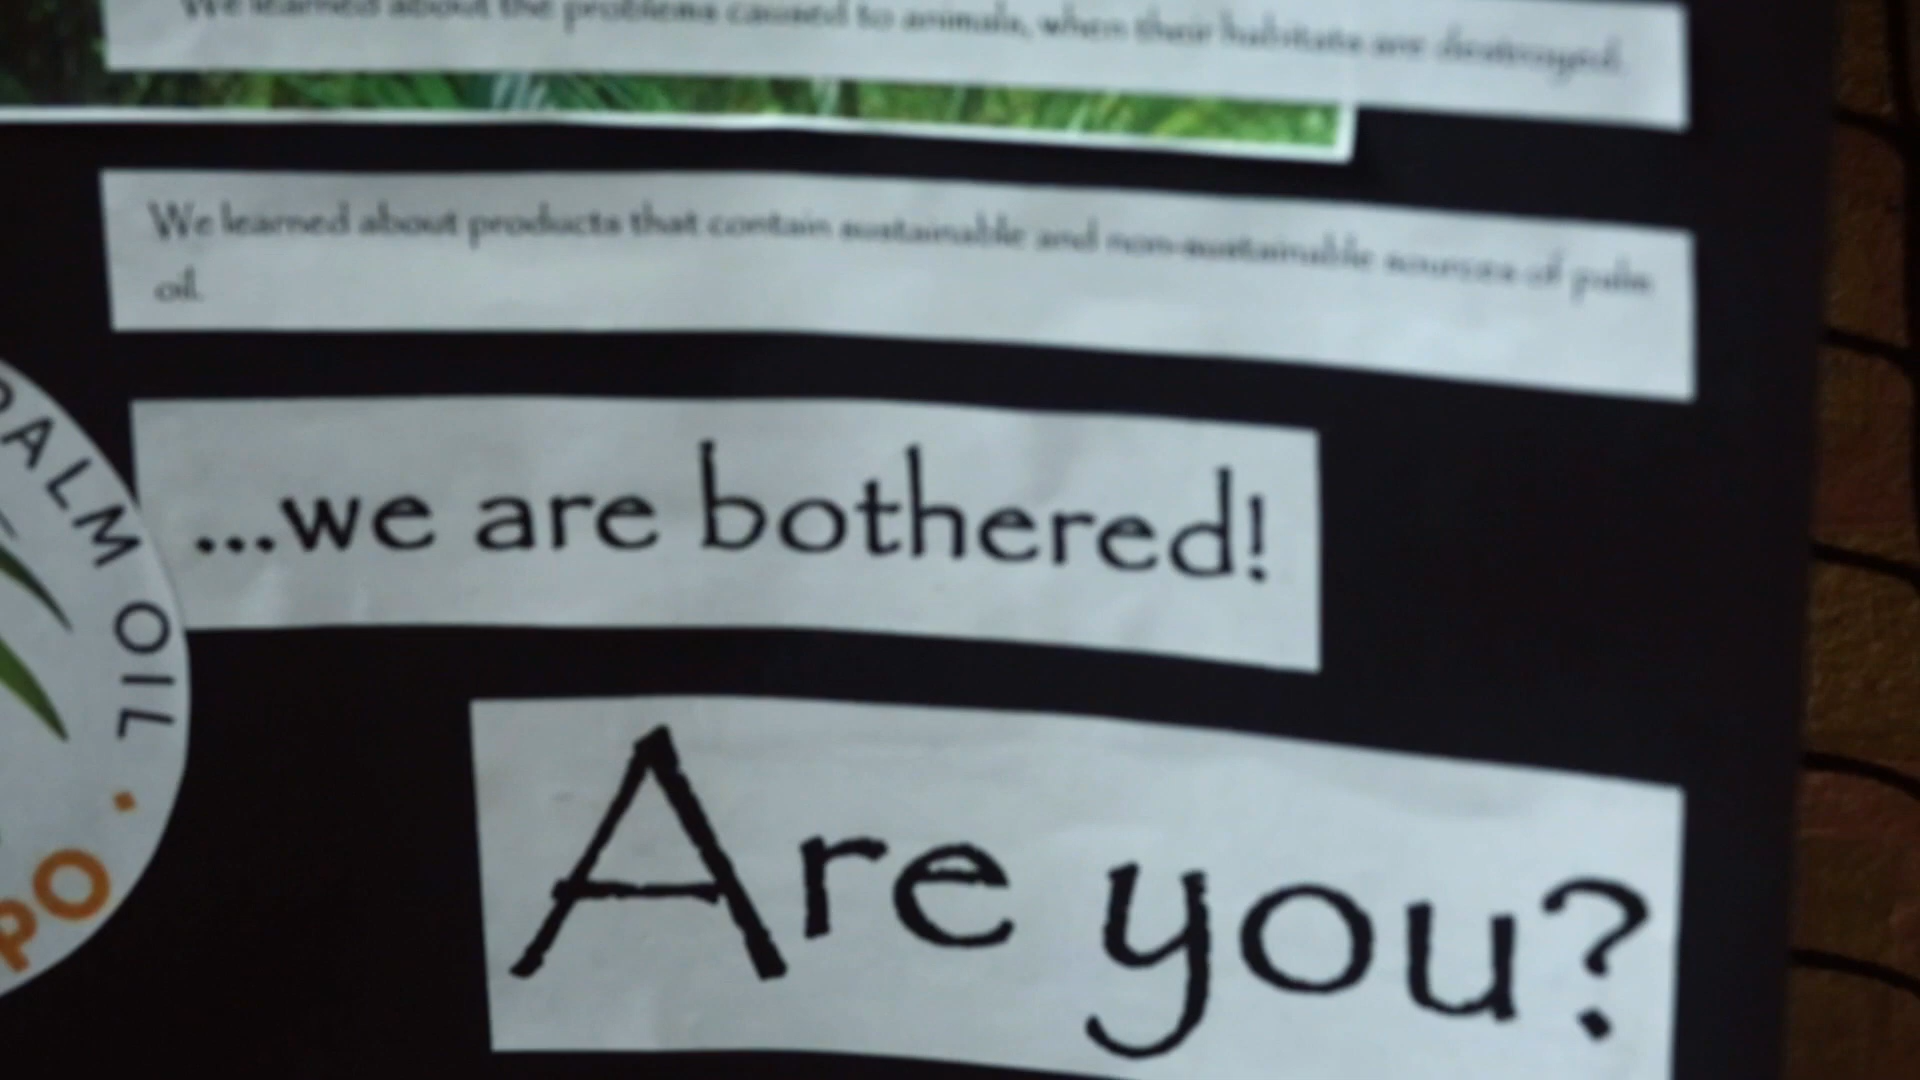 We learned about the problems caused to animals, when their habitats are destroyed.
We learned about products that contain sustainable and non-sustainable sources of palm
oil.
...we are bothered!
Are you?
PALM OIL
PO